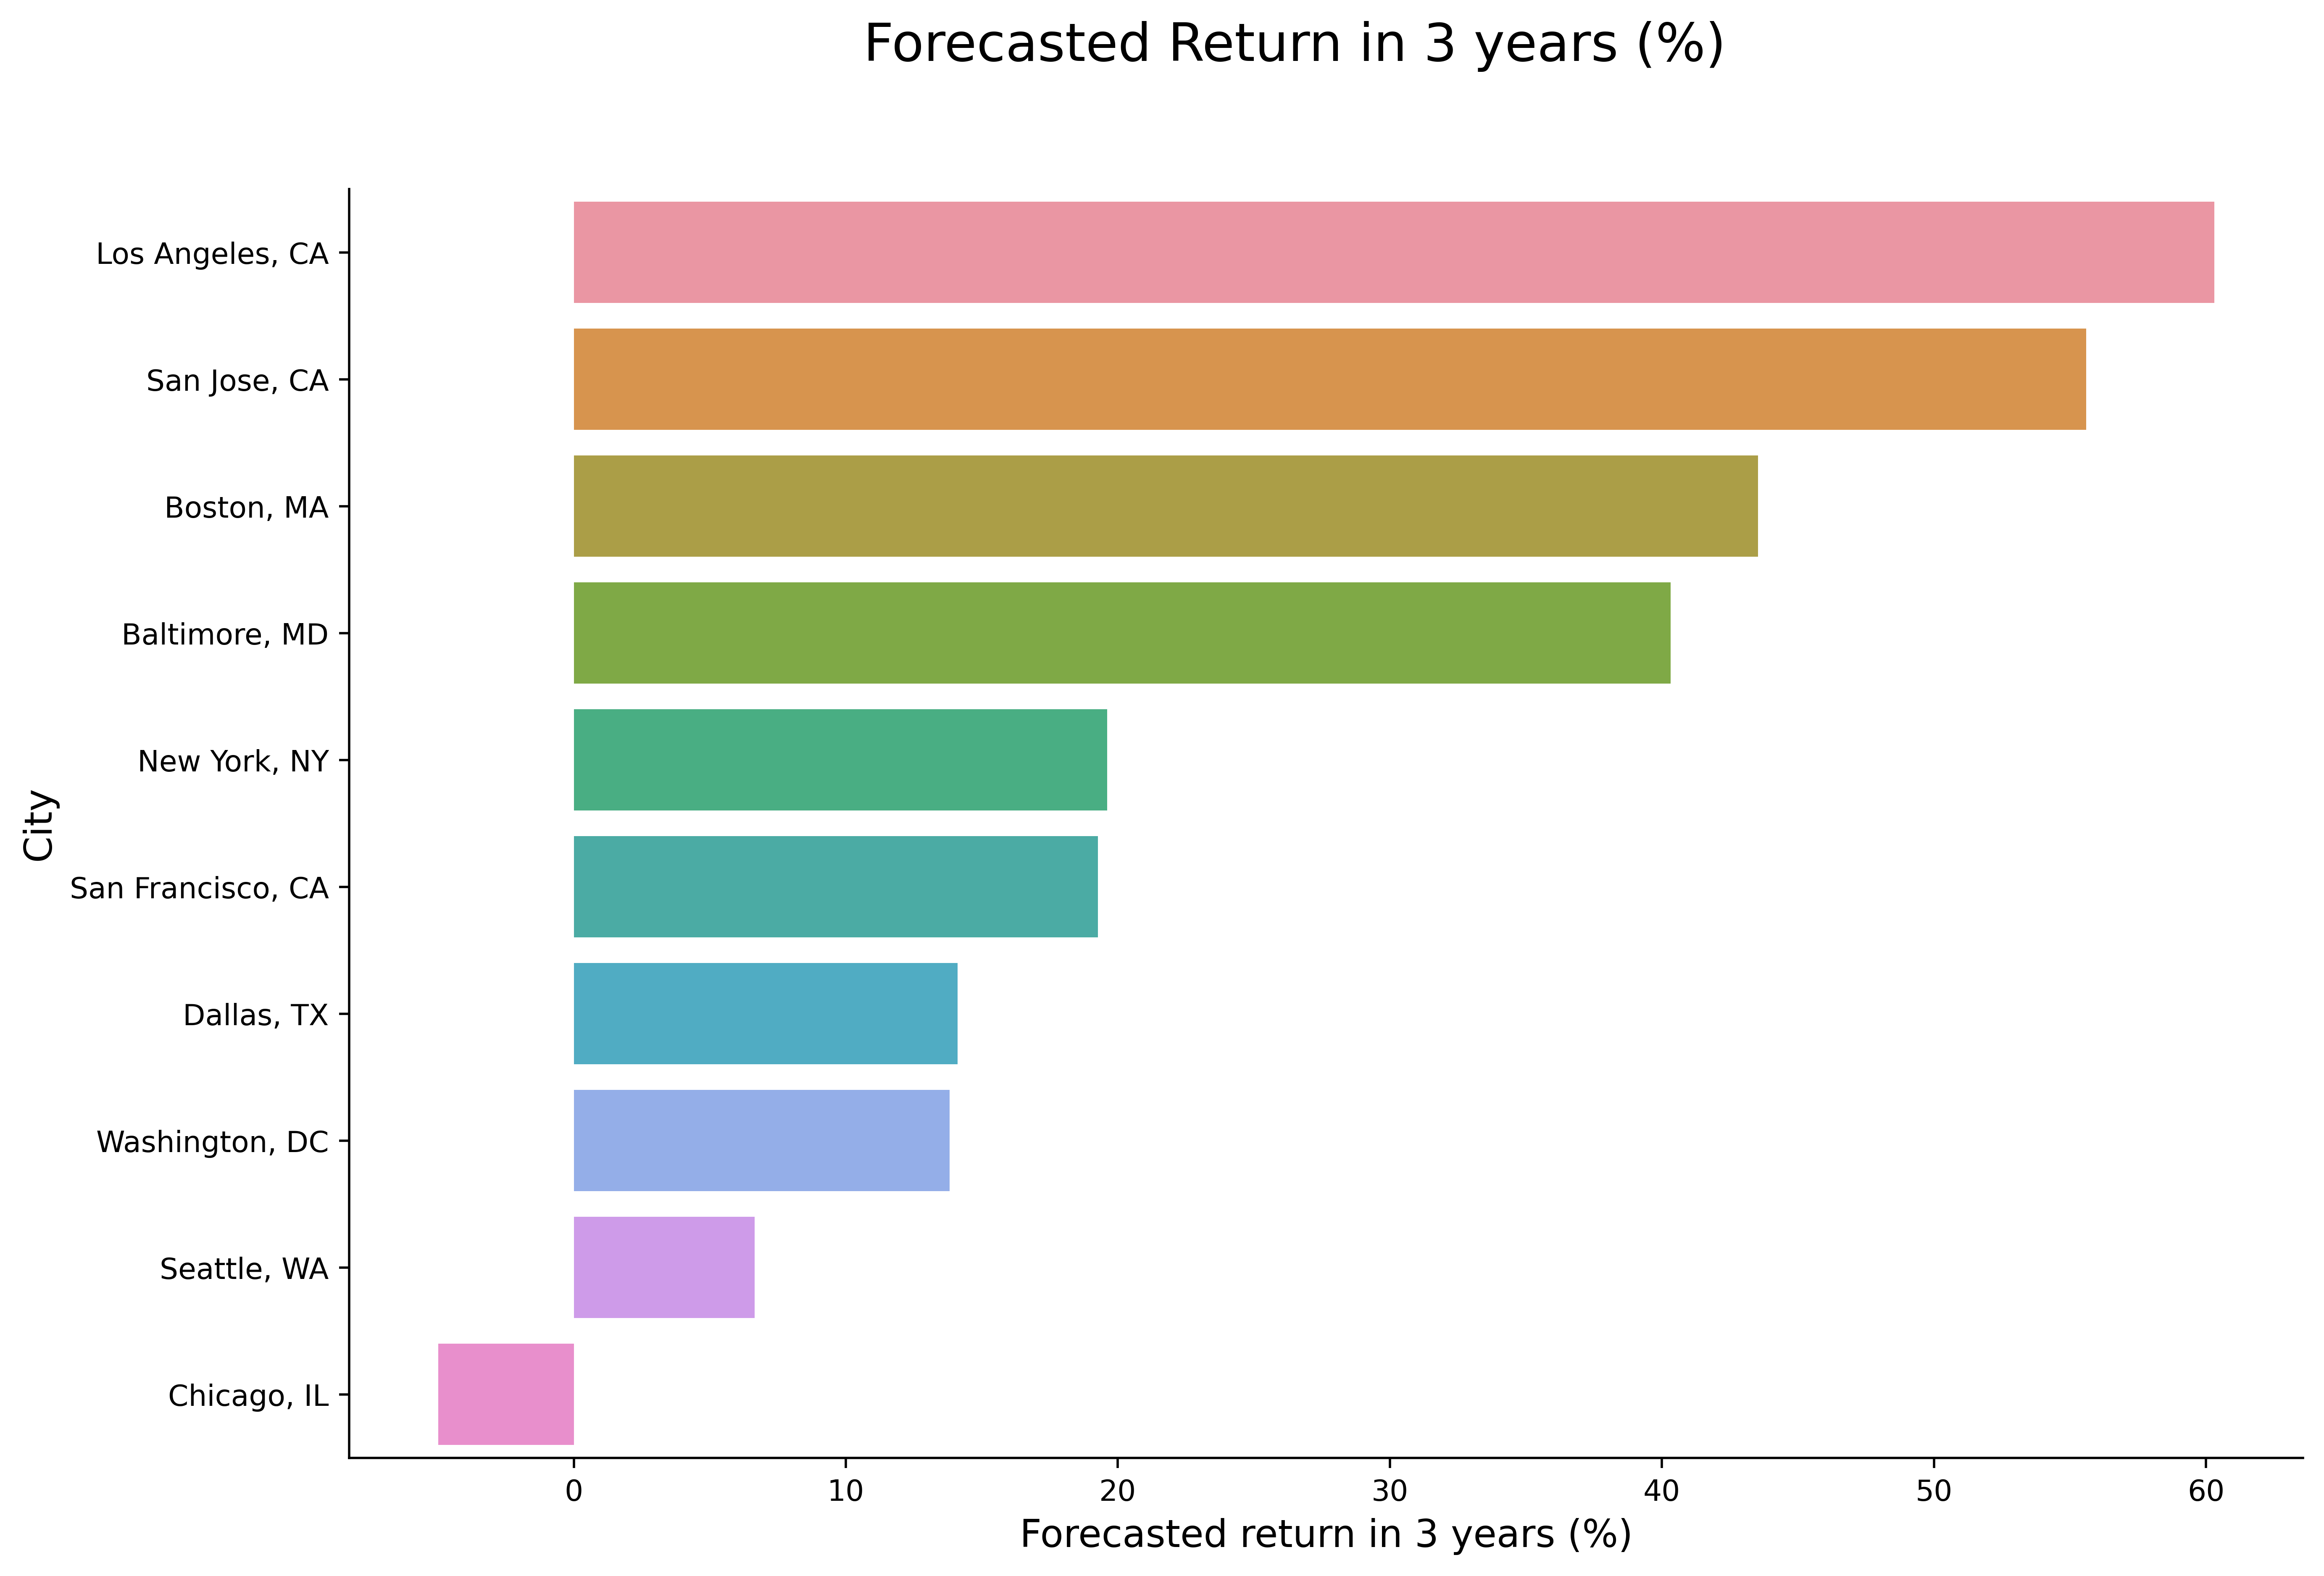 Forecasted Return in 3 years (%)
Los Angeles, CA
San Jose, CA
Boston, MA
Baltimore, MD
New York, NY
City
San Francisco, CA
Dallas, TX
Washington, DC
Seattle, WA
Chicago, IL
0 10 20 30 40 50 60
Forecasted return in 3 years (%)